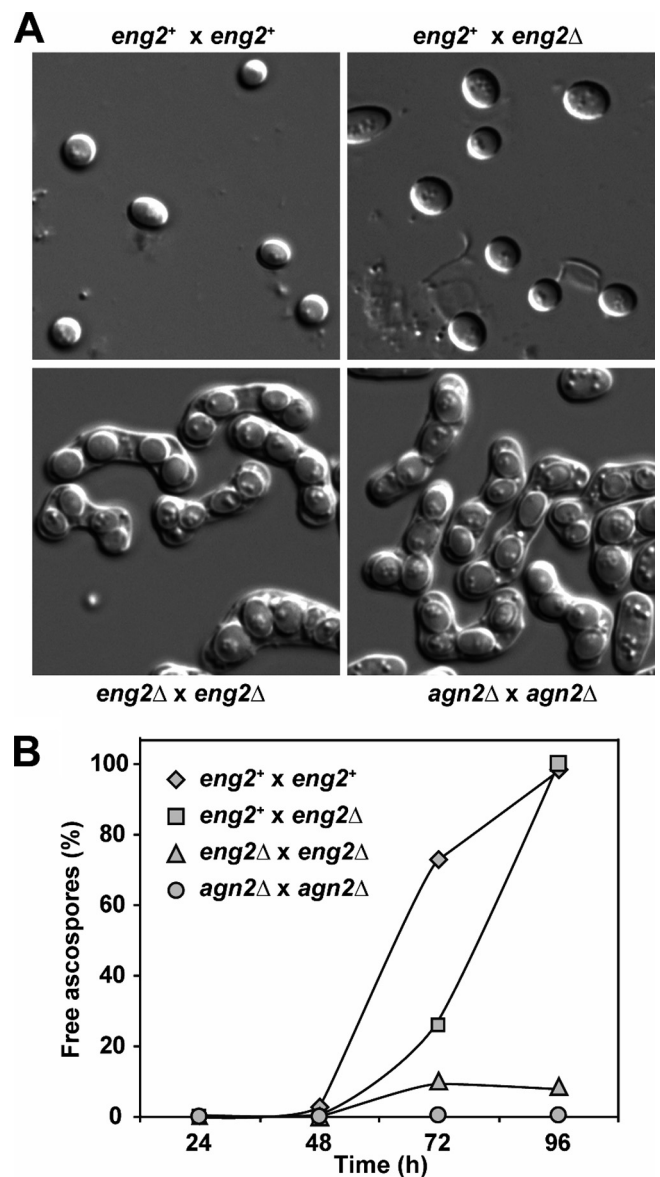 A
eng2⁺ x eng2⁺
eng2⁺ x eng2Δ
eng2Δ x eng2Δ
agn2Δ x agn2Δ
B
Free ascospores (%)
100
80
60
40
20
0
eng2⁺ x eng2⁺
eng2⁺ x eng2Δ
eng2Δ x eng2Δ
agn2Δ x agn2Δ
24 48 72 96
Time (h)